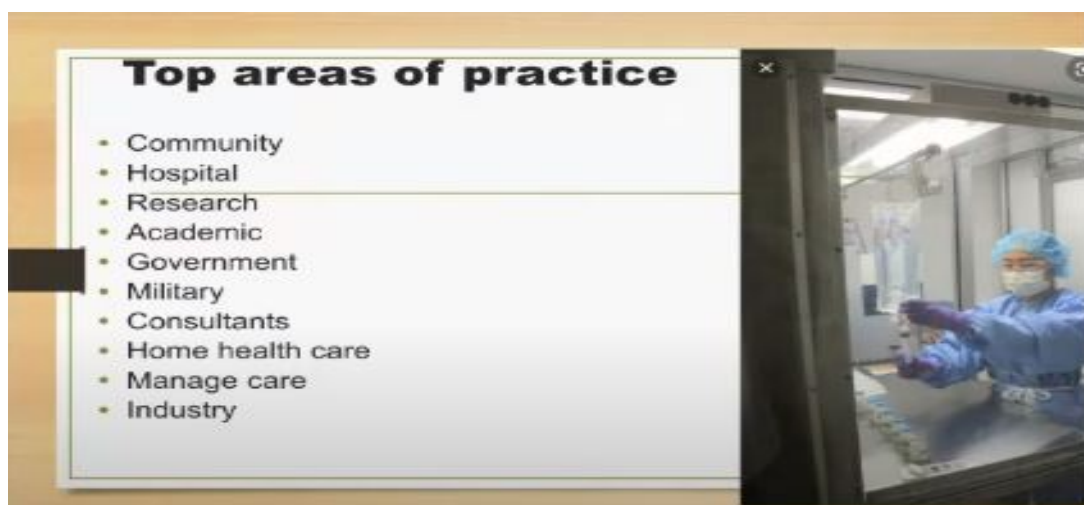 Top areas of practice
• Community
• Hospital
• Research
• Academic
• Government
• Military
• Consultants
• Home health care
• Manage care
• Industry